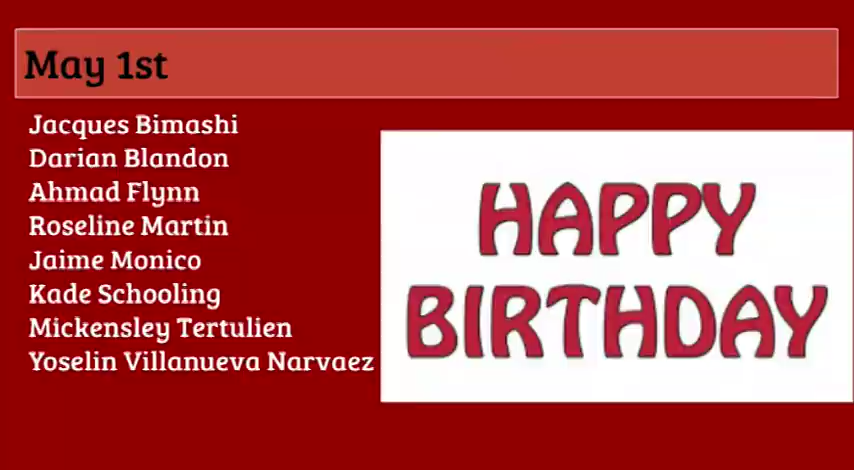 May 1st
Jacques Bimashi
Darian Blandon
Ahmad Flynn
Roseline Martin
Jaime Monico
Kade Schooling
Mickensley Tertulien
Yoselin Villanueva Narvaez
HAPPY
BIRTHDAY